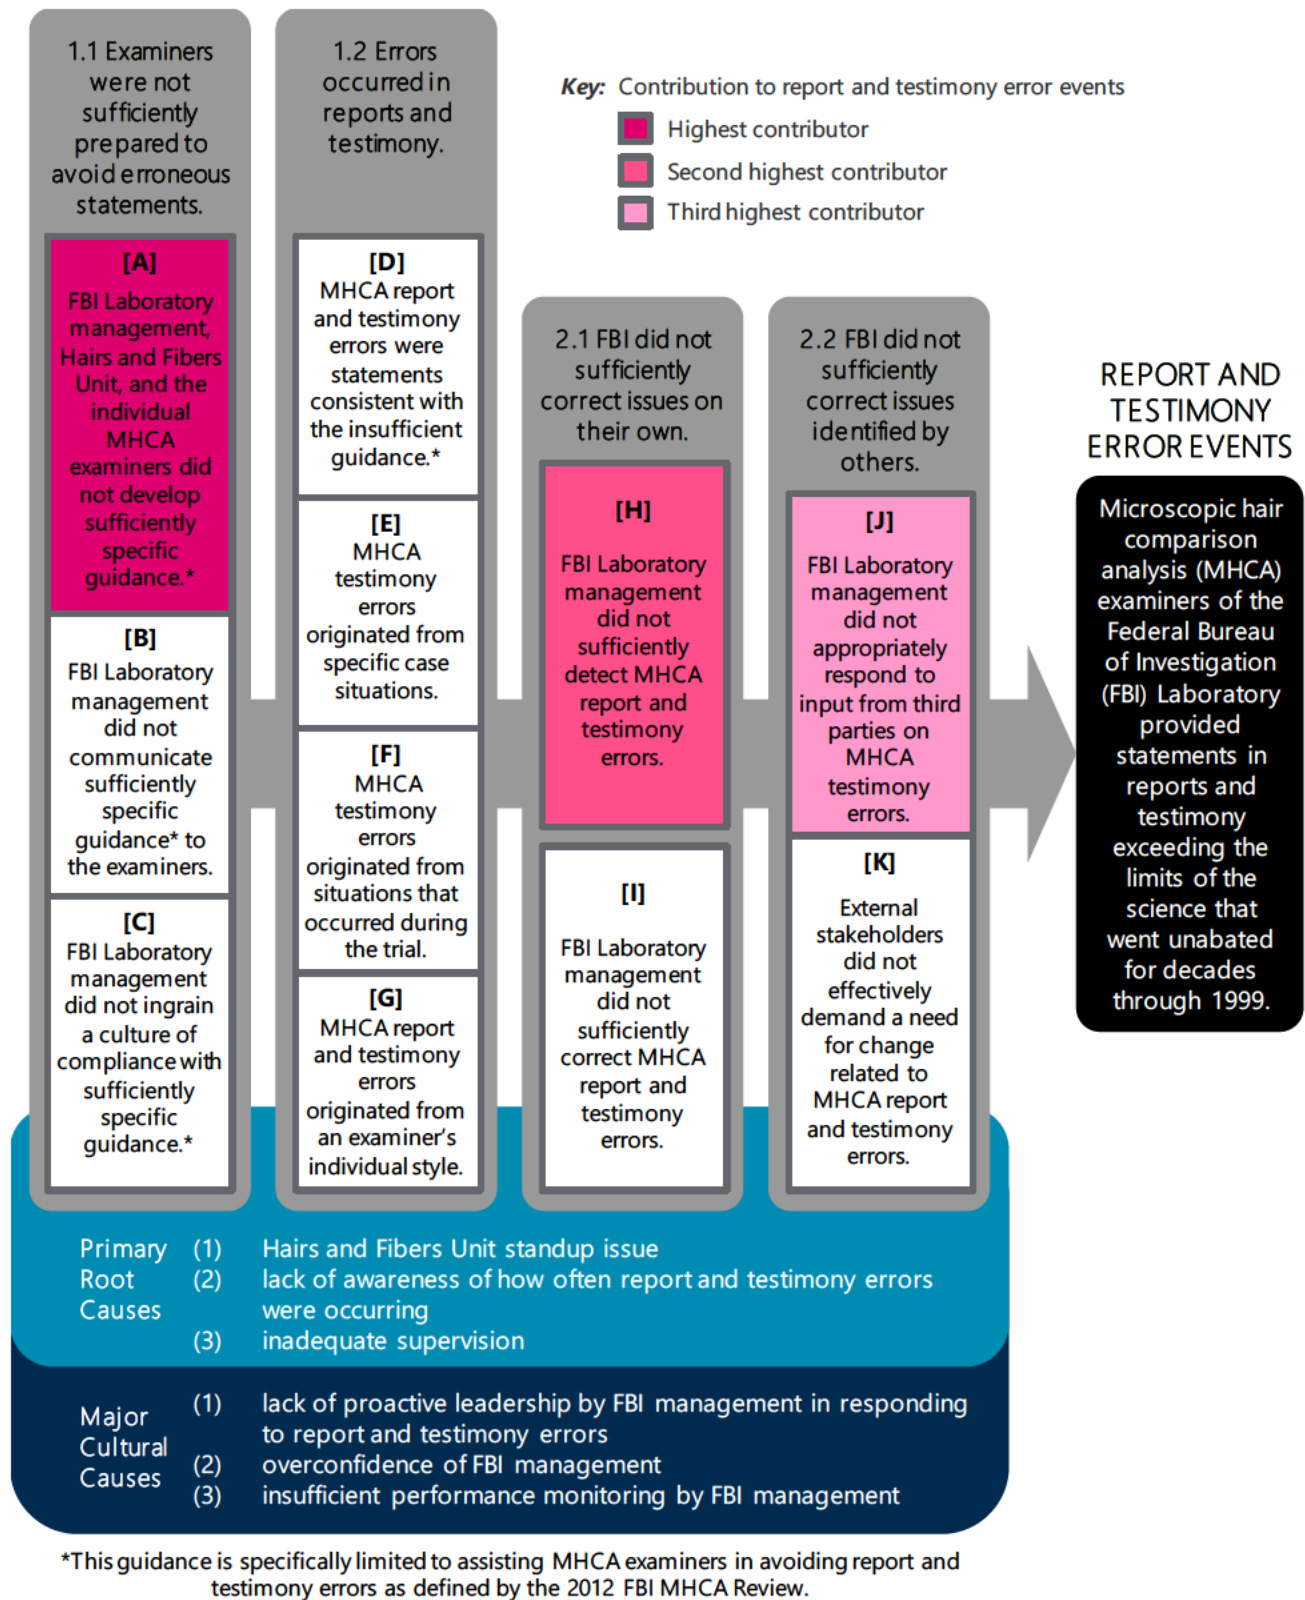 1.1 Examiners
were not
sufficiently
prepared to
avoid erroneous
statements.
[A]
FBI Laboratory
management,
Hairs and Fibers
Unit, and the
individual
MHCA
examiners did
not develop
sufficiently
specific
guidance.*
[B]
FBI Laboratory
management
did not
communicate
sufficiently
specific
guidance* to
the examiners.
[C]
FBI Laboratory
management
did not ingrain
a culture of
compliance with
sufficiently
specific
guidance.*
1.2 Errors
occurred in
reports and
testimony.
[D]
MHCA report
and testimony
errors were
statements
consistent with
the insufficient
guidance.*
[E]
MHCA
testimony
errors
originated from
specific case
situations.
[F]
MHCA
testimony
errors
originated from
situations that
occurred during
the trial.
[G]
MHCA report
and testimony
errors
originated from
an examiner's
individual style.
Key: Contribution to report and testimony error events
Highest contributor
Second highest contributor
Third highest contributor
2.1 FBI did not
sufficiently
correct issues on
their own.
[H]
FBI Laboratory
management
did not
sufficiently
detect MHCA
report and
testimony
errors.
[I]
FBI Laboratory
management
did not
sufficiently
correct MHCA
report and
testimony
errors.
2.2 FBI did not
sufficiently
correct issues
identified by
others.
[J]
FBI Laboratory
management
did not
appropriately
respond to
input from third
parties on
MHCA
testimony
errors.
[K]
External
stakeholders
did not
effectively
demand a need
for change
related to
MHCA report
and testimony
errors.
REPORT AND
TESTIMONY
ERROR EVENTS
Microscopic hair
comparison
analysis (MHCA)
examiners of the
Federal Bureau
of Investigation
(FBI) Laboratory
provided
statements in
reports and
testimony
exceeding the
limits of the
science that
went unabated
for decades
through 1999.
Primary
Root
Causes
(1) Hairs and Fibers Unit standup issue
(2) lack of awareness of how often report and testimony errors
were occurring
(3) inadequate supervision
Major
Cultural
Causes
(1) lack of proactive leadership by FBI management in responding
to report and testimony errors
(2) overconfidence of FBI management
(3) insufficient performance monitoring by FBI management
*This guidance is specifically limited to assisting MHCA examiners in avoiding report and
testimony errors as defined by the 2012 FBI MHCA Review.